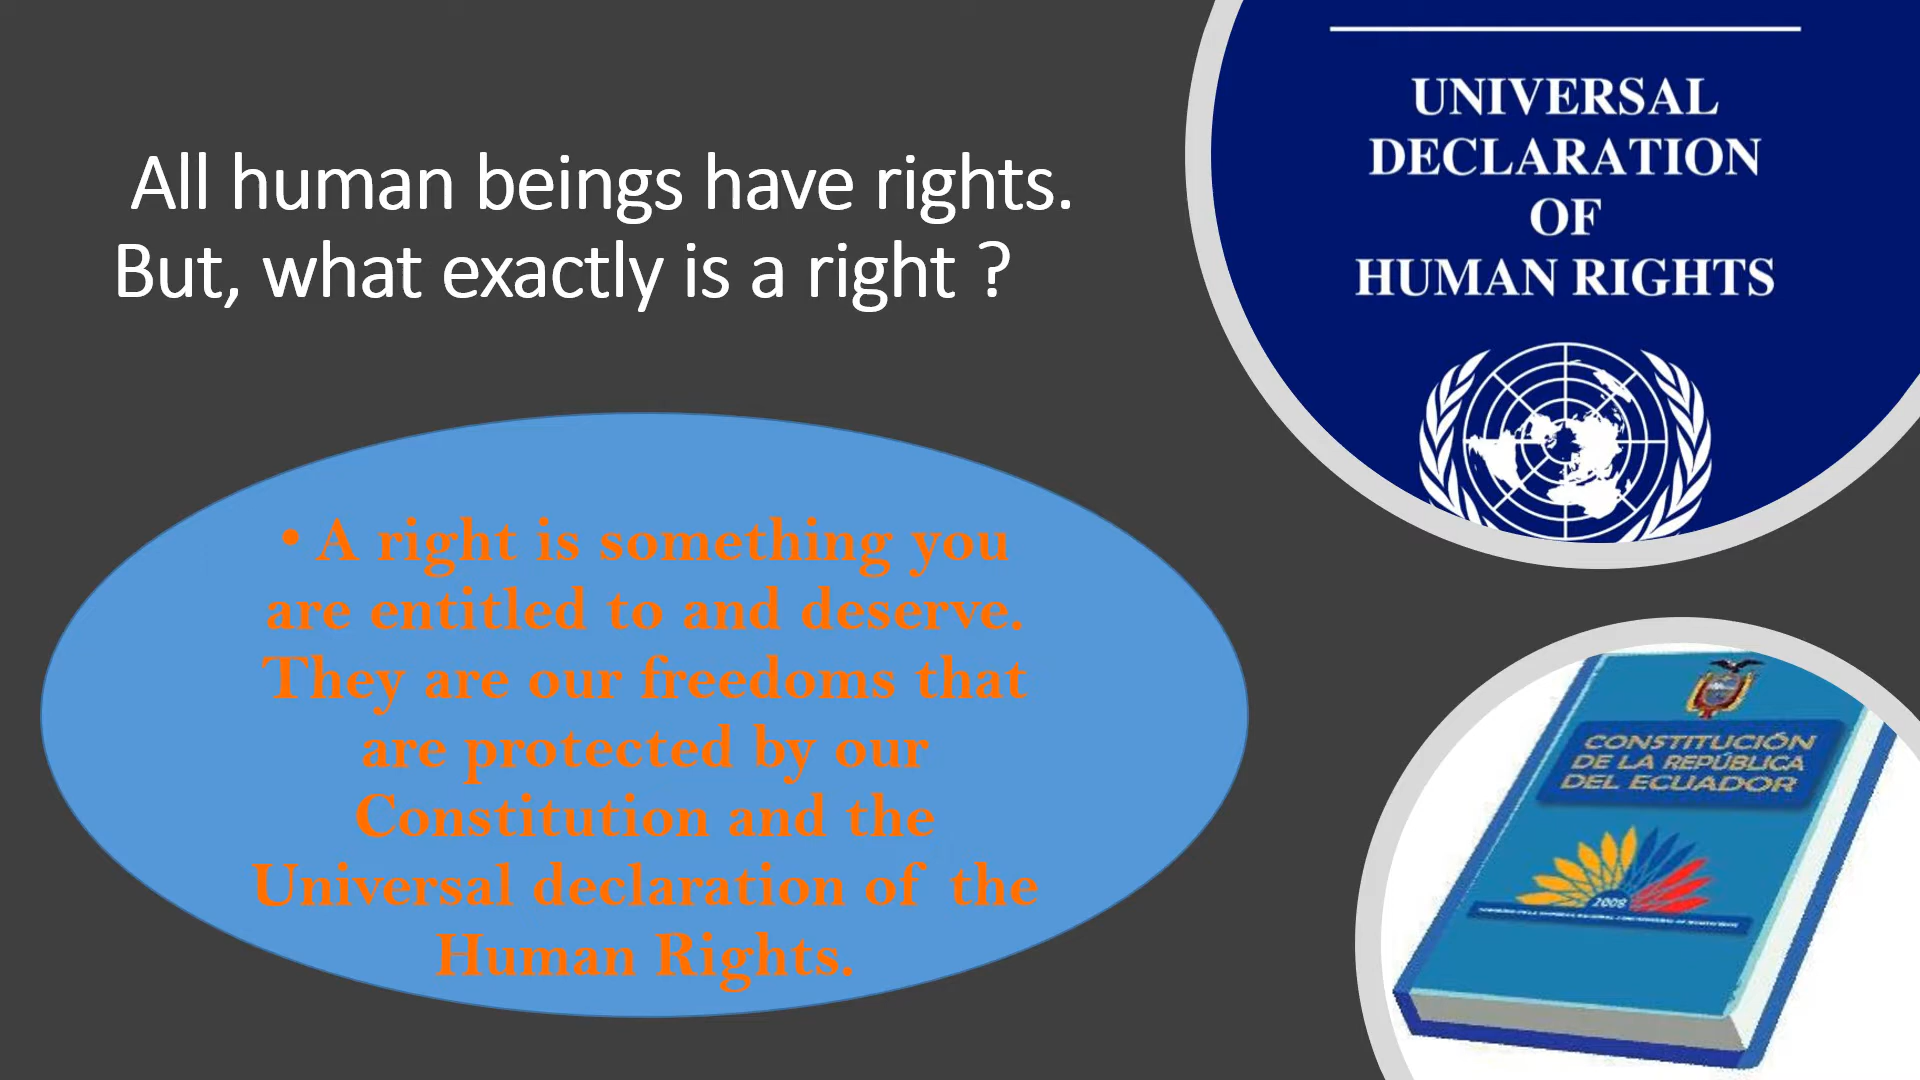 All human beings have rights.
But, what exactly is a right ?
• A right is something you
are entitled to and deserve.
They are our freedoms that
are protected by our
Constitution and the
Universal declaration of the
Human Rights.
UNIVERSAL
DECLARATION
OF
HUMAN RIGHTS
CONSTITUCIÓN
DE LA REPÚBLICA
DEL ECUADOR
2008